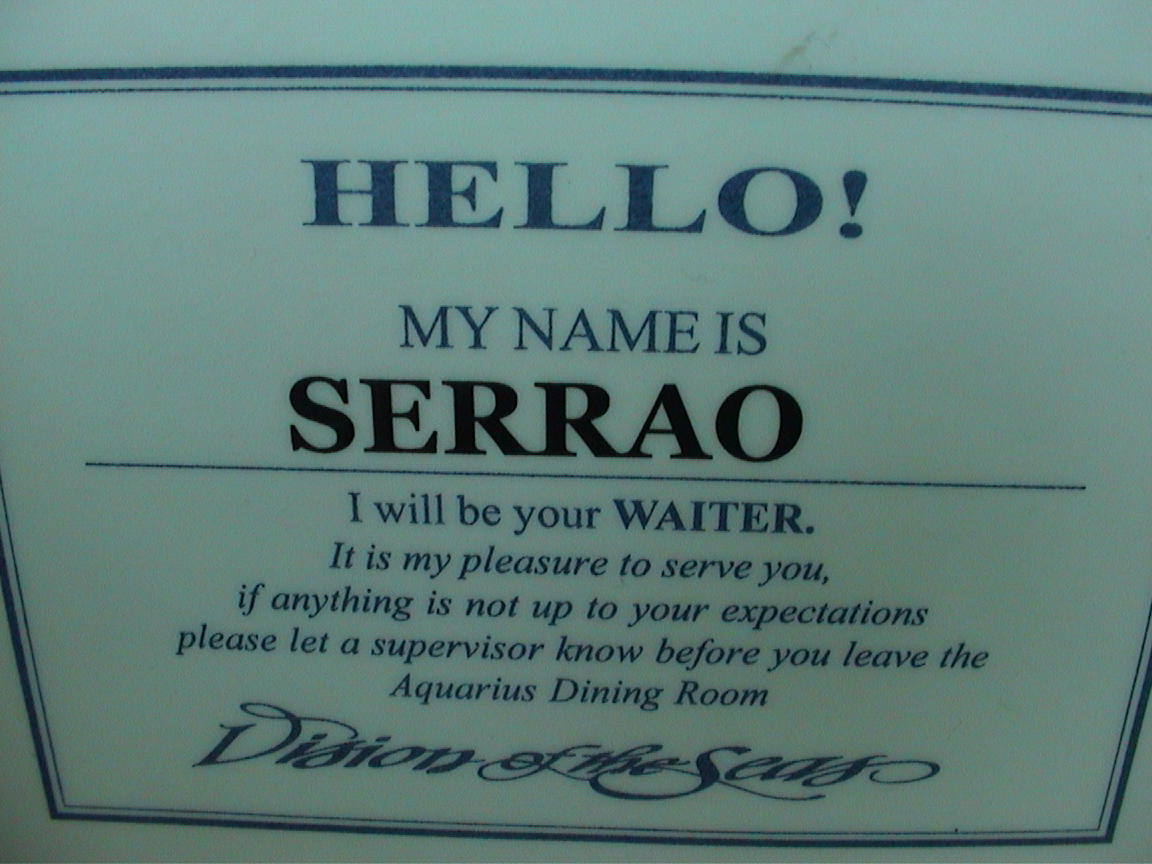 HELLO!
MY NAME IS
SERRAO
I will be your WAITER.
It is my pleasure to serve you,
if anything is not up to your expectations
please let a supervisor know before you leave the
Aquarius Dining Room
Vision of the Seas